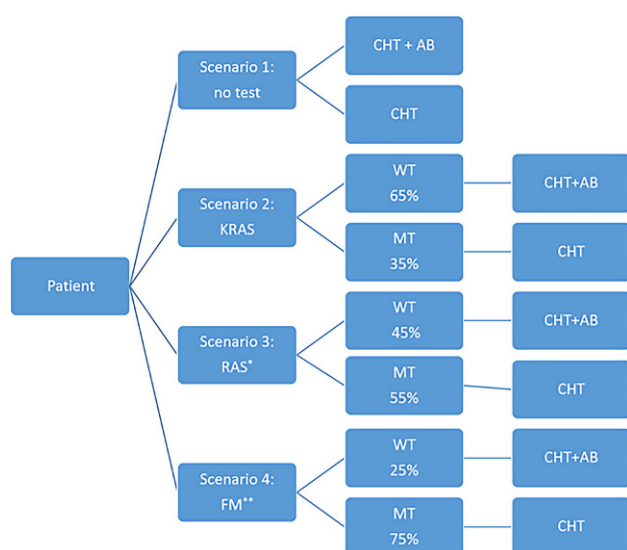 Patient
Scenario 1:
no test
CHT + AB
CHT
Scenario 2:
KRAS
WT
65%
CHT+AB
MT
35%
CHT
Scenario 3:
RAS*
WT
45%
CHT+AB
MT
55%
CHT
Scenario 4:
FM**
WT
25%
CHT+AB
MT
75%
CHT